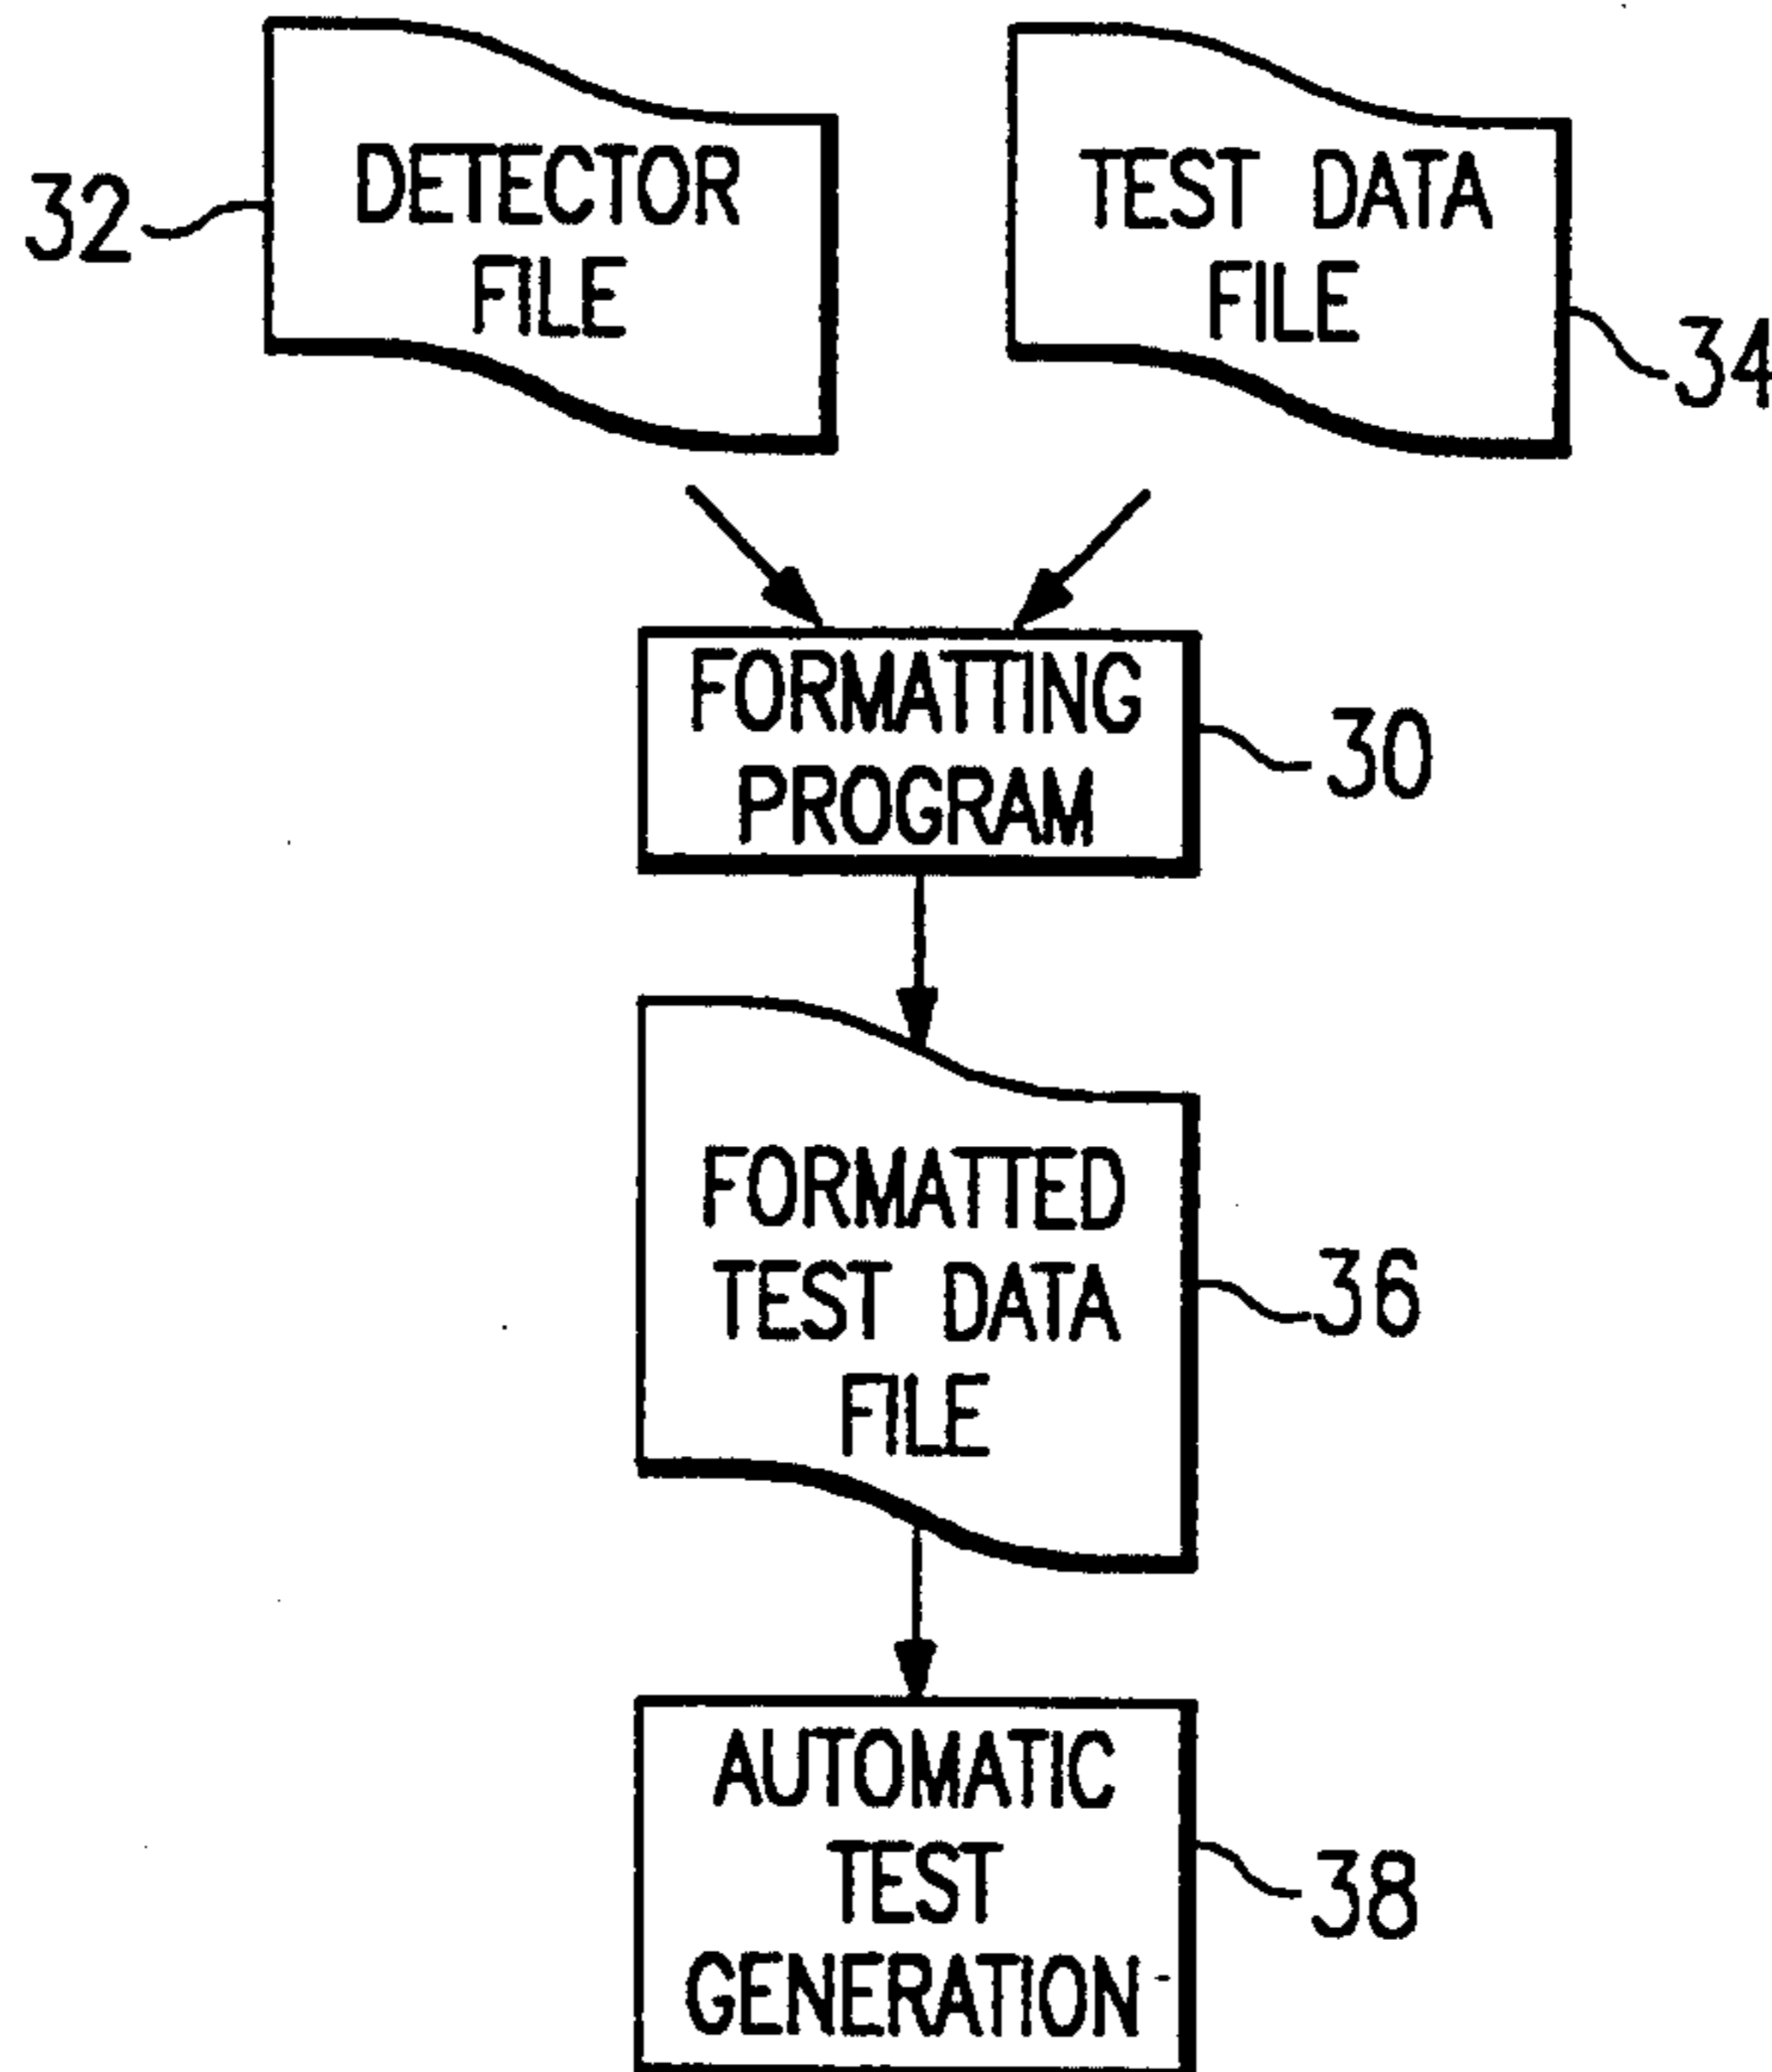 DETECTOR
FILE
32
TEST DATA
FILE
34
FORMATTING
PROGRAM
30
FORMATTED
TEST DATA
FILE
36
AUTOMATIC
TEST
GENERATION
38